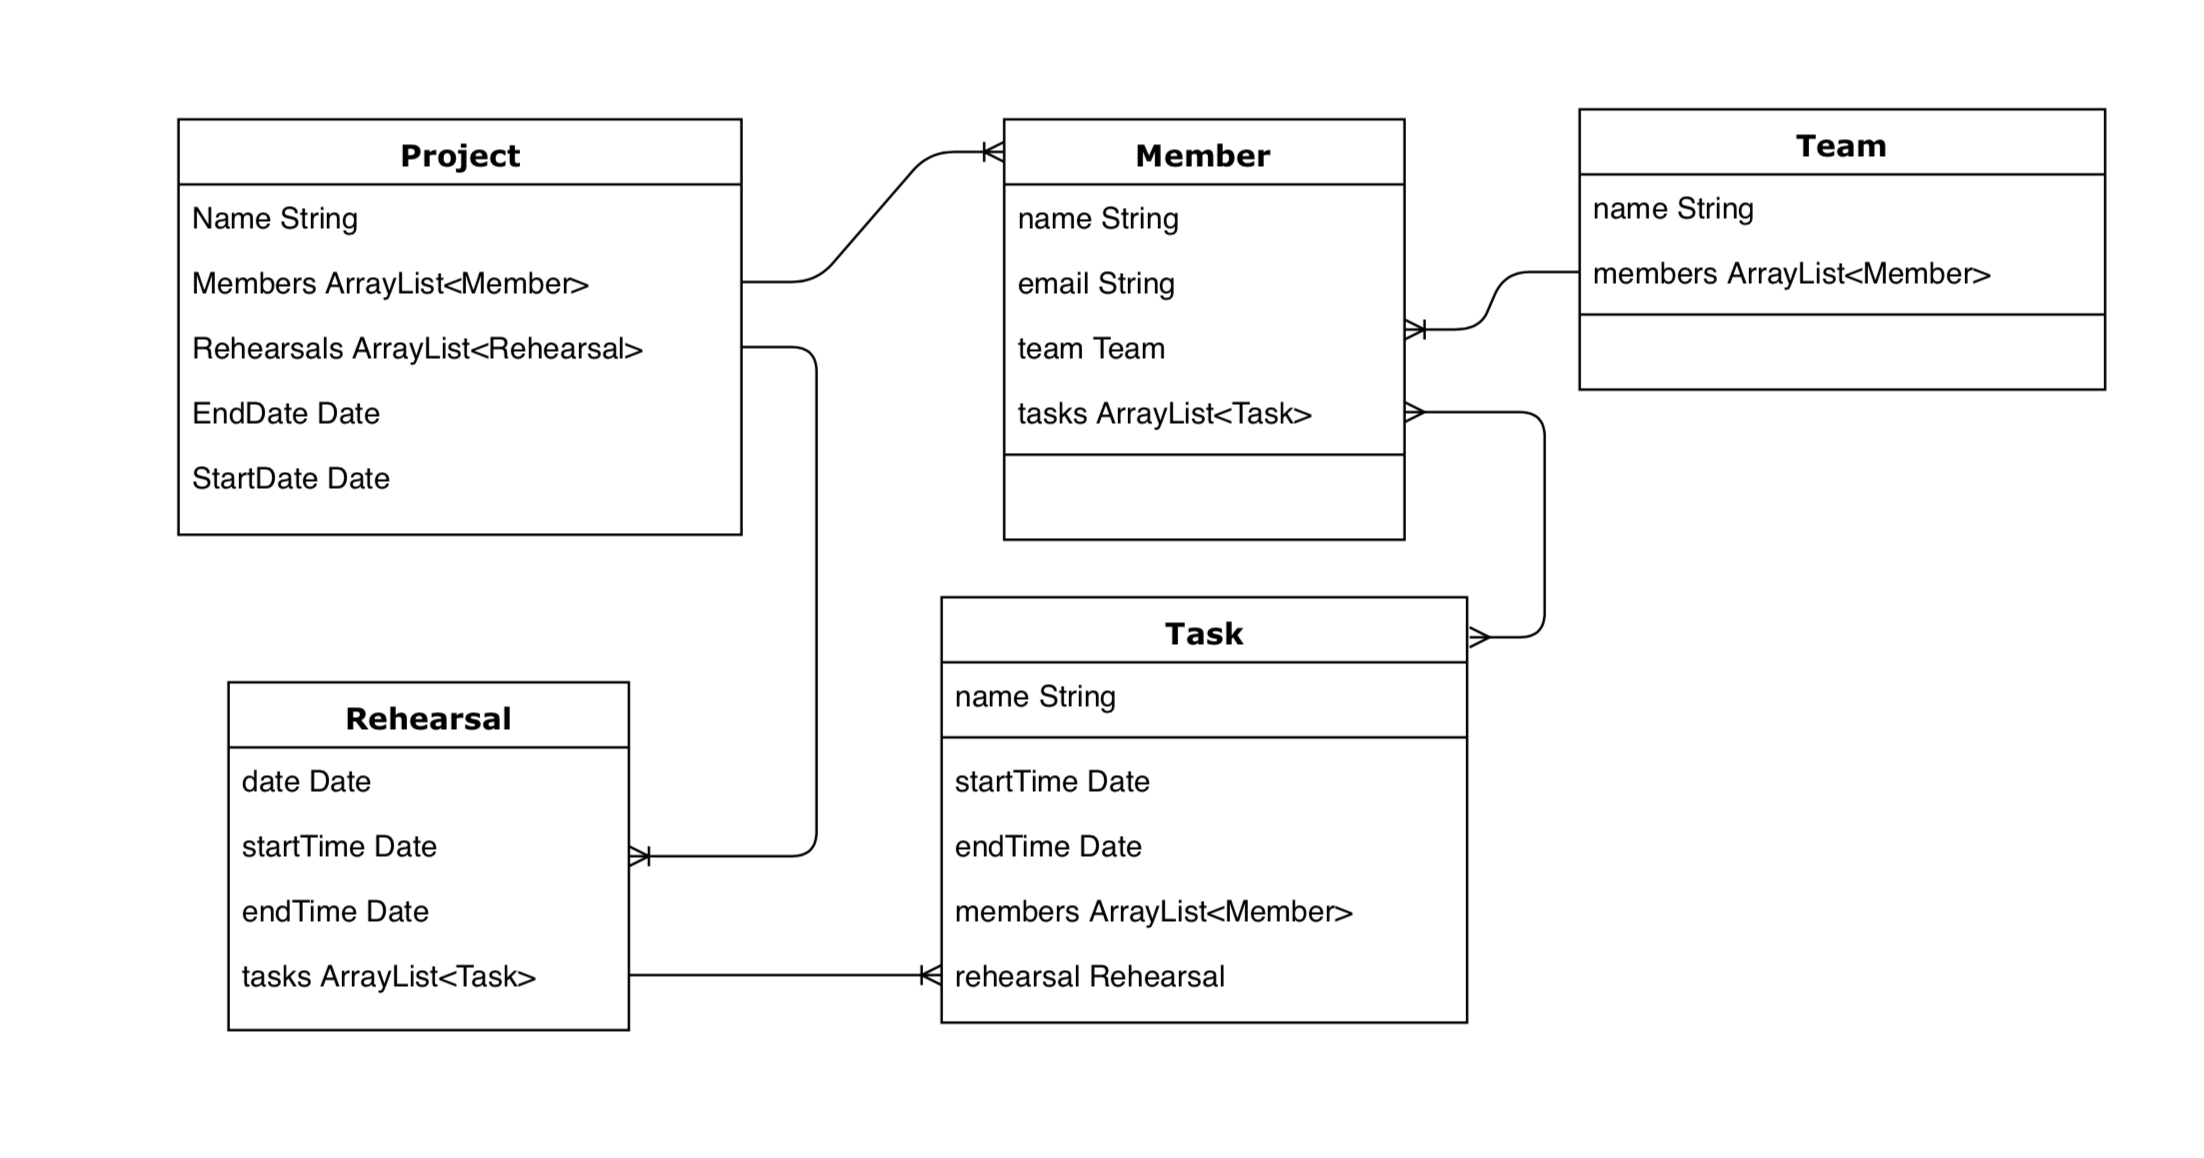 Project
Name String
Members ArrayList<Member>
Rehearsals ArrayList<Rehearsal>
EndDate Date
StartDate Date
Member
name String
email String
team Team
tasks ArrayList<Task>
Team
name String
members ArrayList<Member>
Rehearsal
date Date
startTime Date
endTime Date
tasks ArrayList<Task>
Task
name String
startTime Date
endTime Date
members ArrayList<Member>
rehearsal Rehearsal